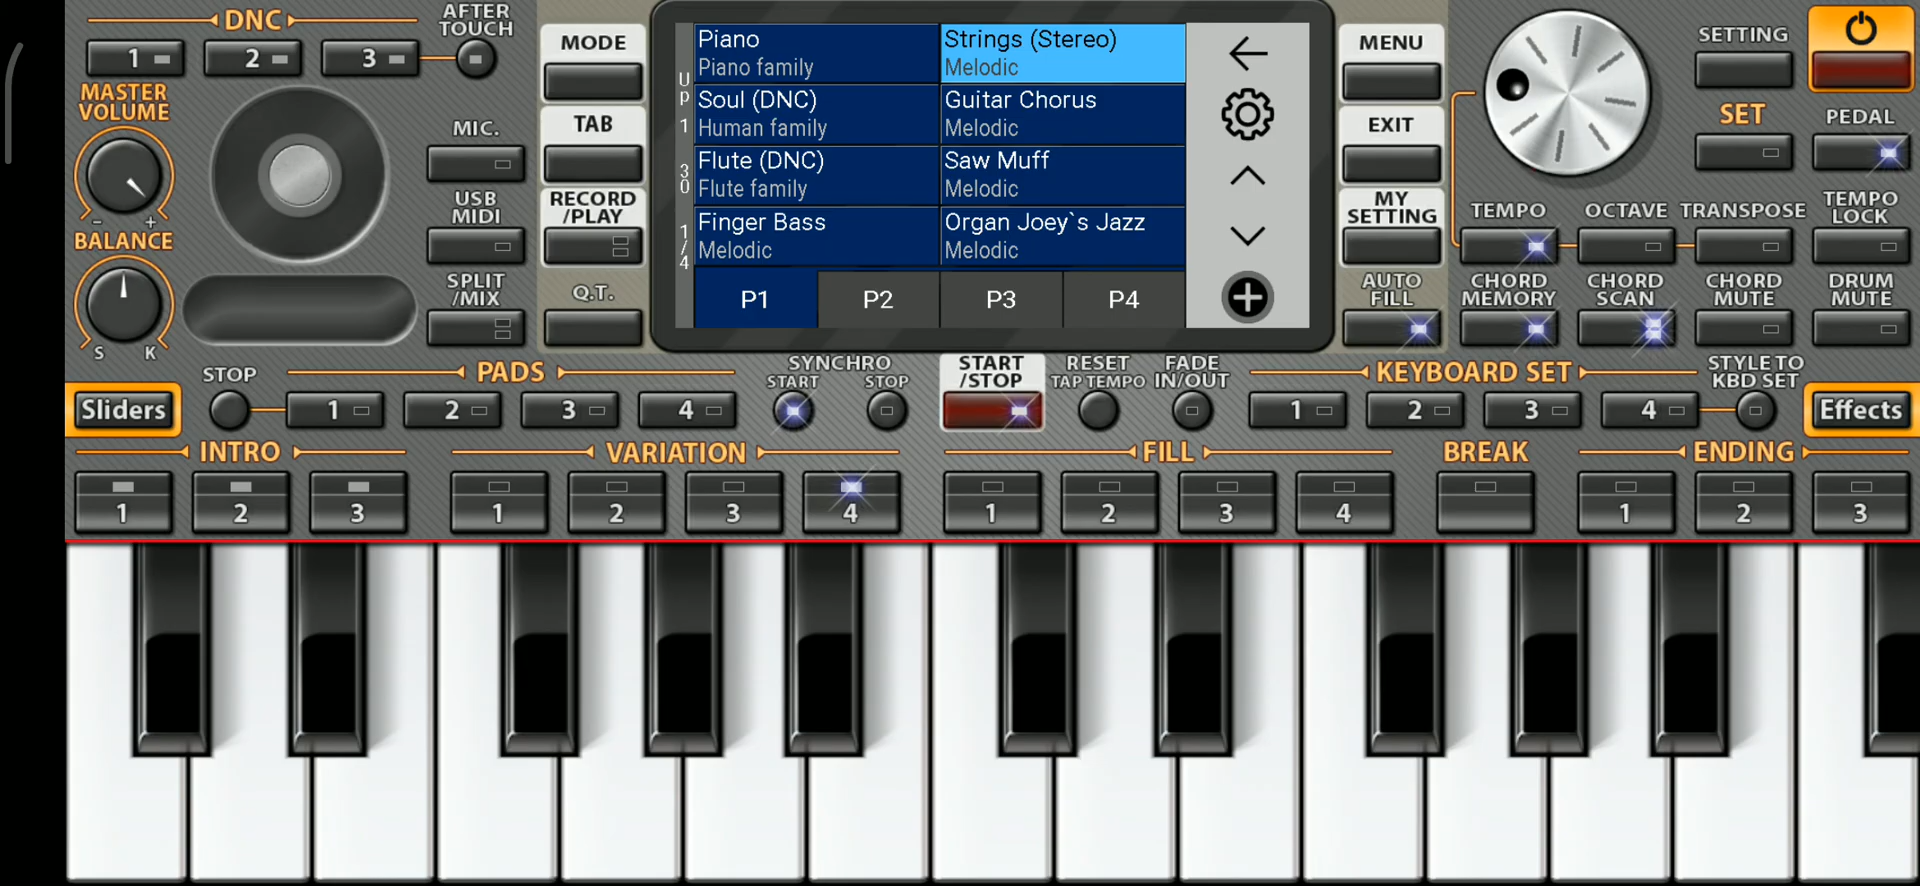 DNC
1
2
3
AFTER
TOUCH
MASTER
VOLUME
-
+
BALANCE
S
K
MIC.
USB
MIDI
SPLIT
/MIX
MODE
TAB
RECORD
/PLAY
Q.T.
Up 1
30
1/4
Piano
Piano family
Strings (Stereo)
Melodic
Soul (DNC)
Human family
Guitar Chorus
Melodic
Flute (DNC)
Flute family
Saw Muff
Melodic
Finger Bass
Melodic
Organ Joey`s Jazz
Melodic
P1
P2
P3
P4
MENU
EXIT
MY
SETTING
AUTO
FILL
SETTING
SET
PEDAL
TEMPO
OCTAVE
TRANSPOSE
TEMPO
LOCK
CHORD
MEMORY
CHORD
SCAN
CHORD
MUTE
DRUM
MUTE
Sliders
STOP
PADS
1
2
3
4
SYNCHRO
START
STOP
START
/STOP
RESET
TAP TEMPO
FADE
IN/OUT
KEYBOARD SET
1
2
3
4
STYLE TO
KBD SET
Effects
INTRO
1
2
3
VARIATION
1
2
3
4
FILL
1
2
3
4
BREAK
ENDING
1
2
3